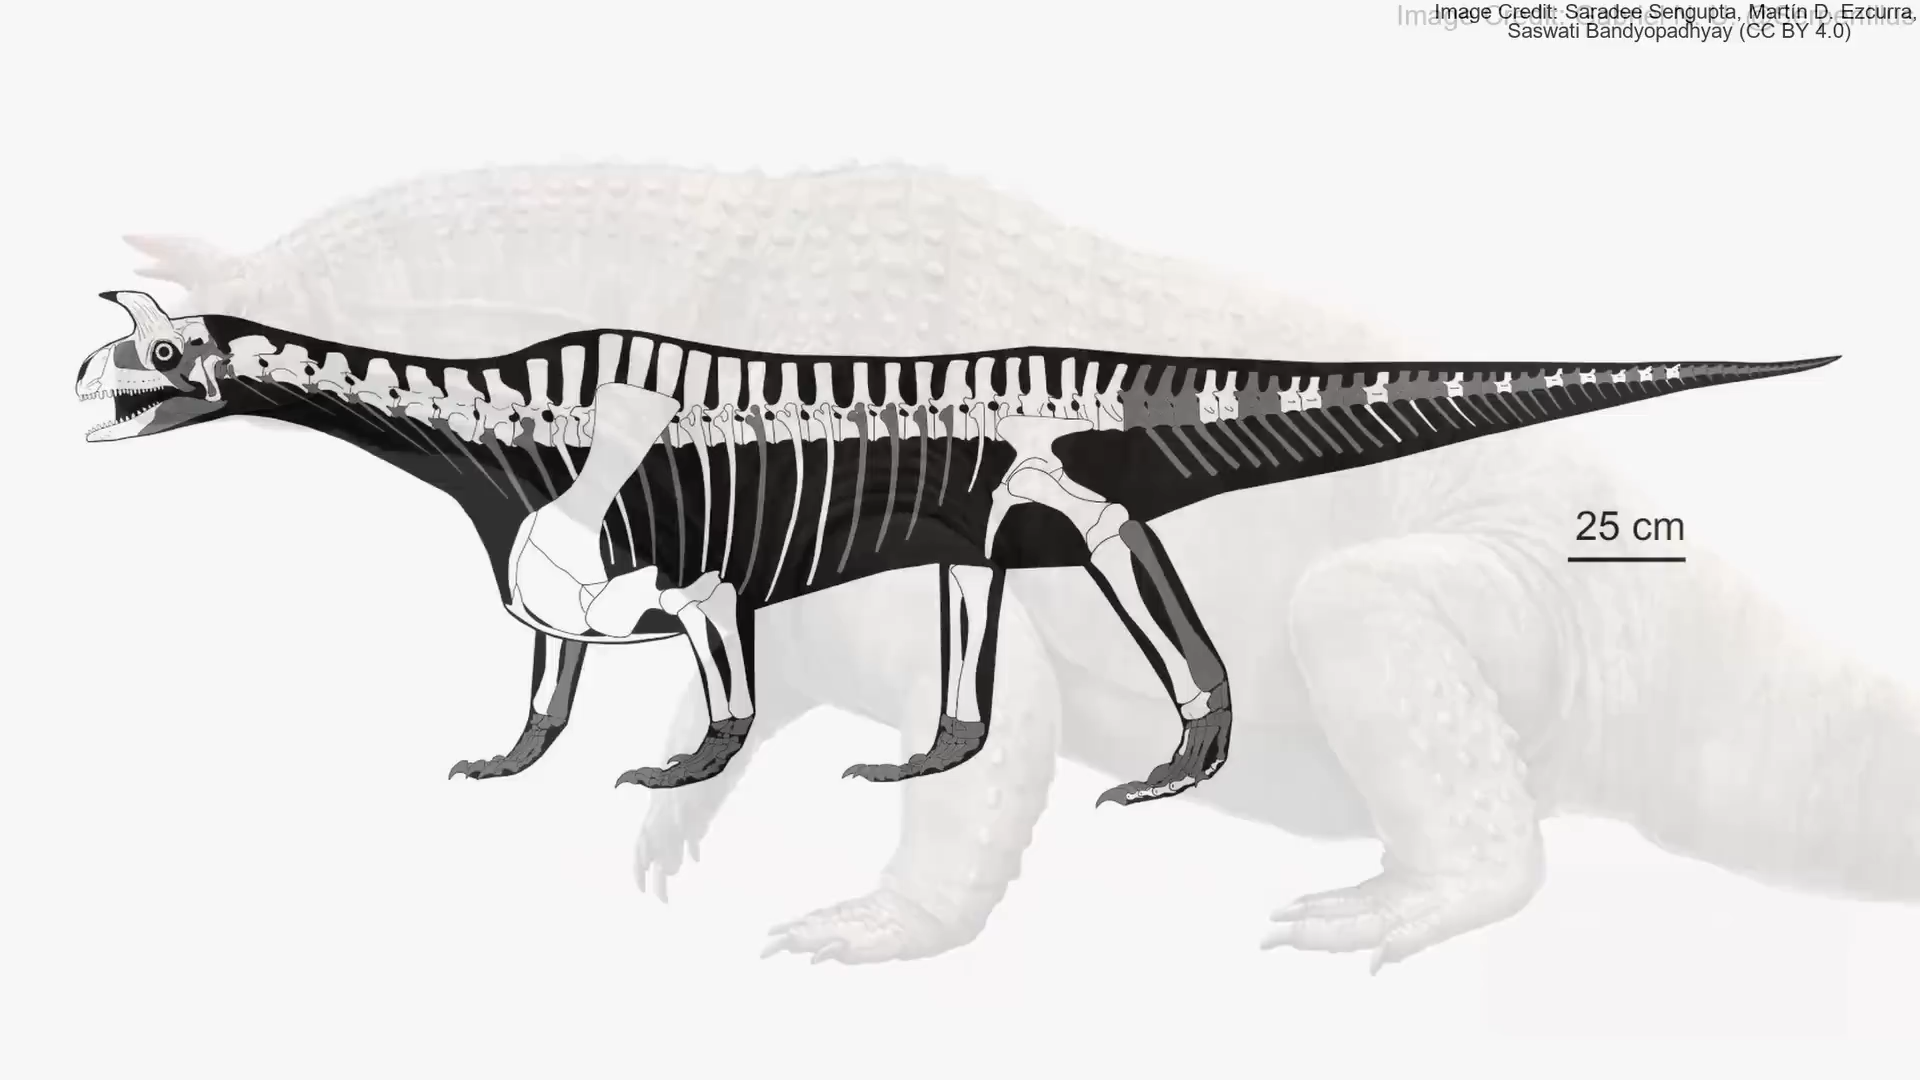 Image Credit: Saradee Sengupta, Martín D. Ezcurra,
Saswati Bandyopadhyay (CC BY 4.0)
25 cm